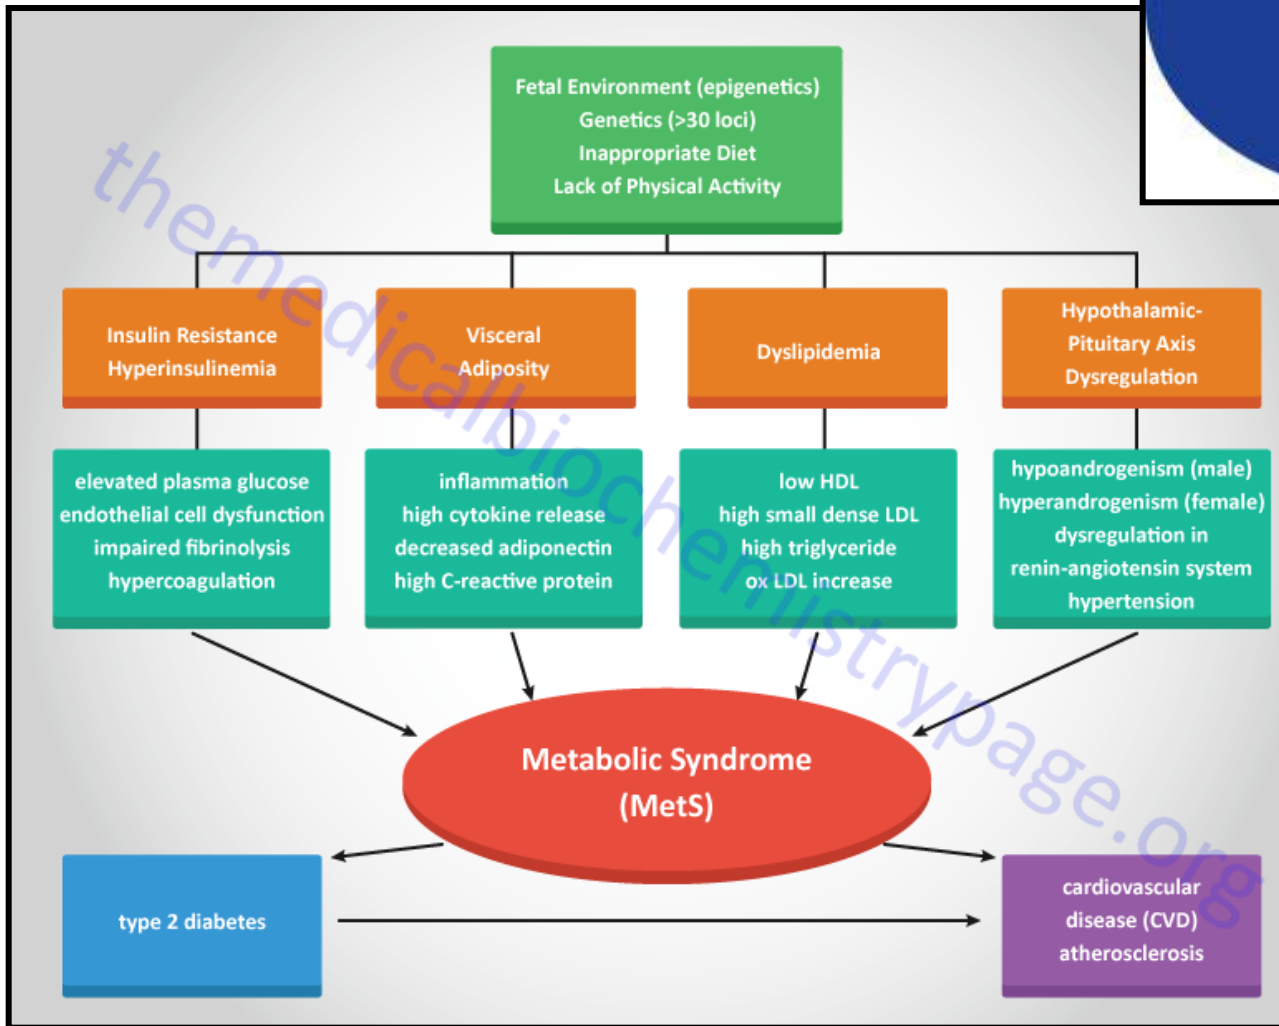 Fetal Environment (epigenetics)
Genetics (>30 loci)
Inappropriate Diet
Lack of Physical Activity
Insulin Resistance
Hyperinsulinemia
Visceral
Adiposity
Dyslipidemia
Hypothalamic-
Pituitary Axis
Dysregulation
elevated plasma glucose
endothelial cell dysfunction
impaired fibrinolysis
hypercoagulation
inflammation
high cytokine release
decreased adiponectin
high C-reactive protein
low HDL
high small dense LDL
high triglyceride
ox LDL increase
hypoandrogenism (male)
hyperandrogenism (female)
dysregulation in
renin-angiotensin system
hypertension
Metabolic Syndrome
(MetS)
type 2 diabetes
cardiovascular
disease (CVD)
atherosclerosis
themedicalbiochemistrypage.org